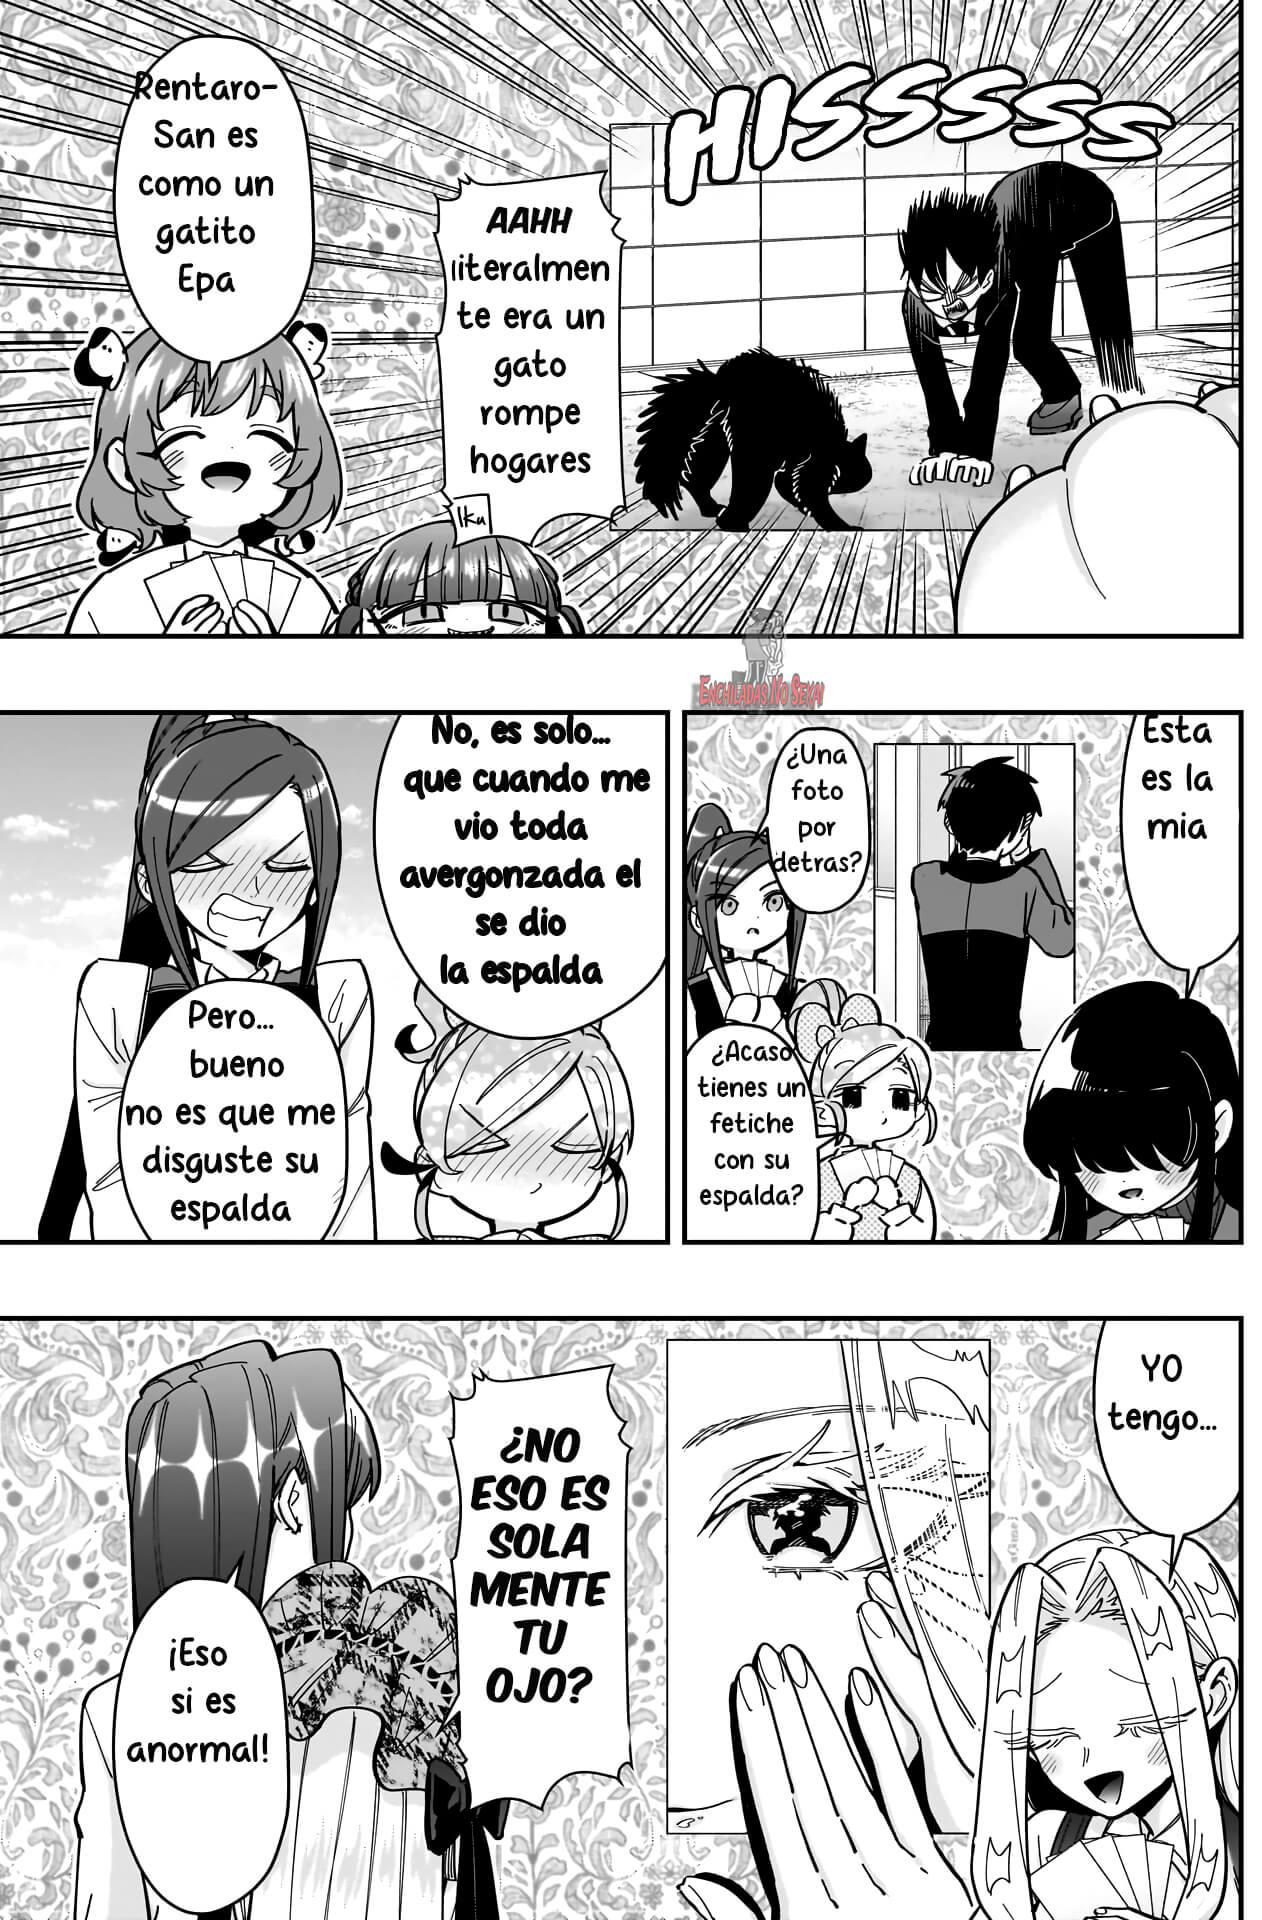 HISSSSSS
AAHH
literalmen
te era un
gato
rompe
hogares
Iku
Rentaro-
San es
como un
gatito
Epa
ENCHILADAS NO SEKAI
Esta
es la
mia
¿Una
foto
por
detras?
¿Acaso
tienes un
fetiche
con su
espalda?
No, es solo...
que cuando me
vio toda
avergonzada el
se dio
la espalda
Pero...
bueno
no es que me
disguste su
espalda
YO
tengo...
¿NO
ESO ES
SOLA
MENTE
TU
OJO?
¡Eso
si es
anormal!